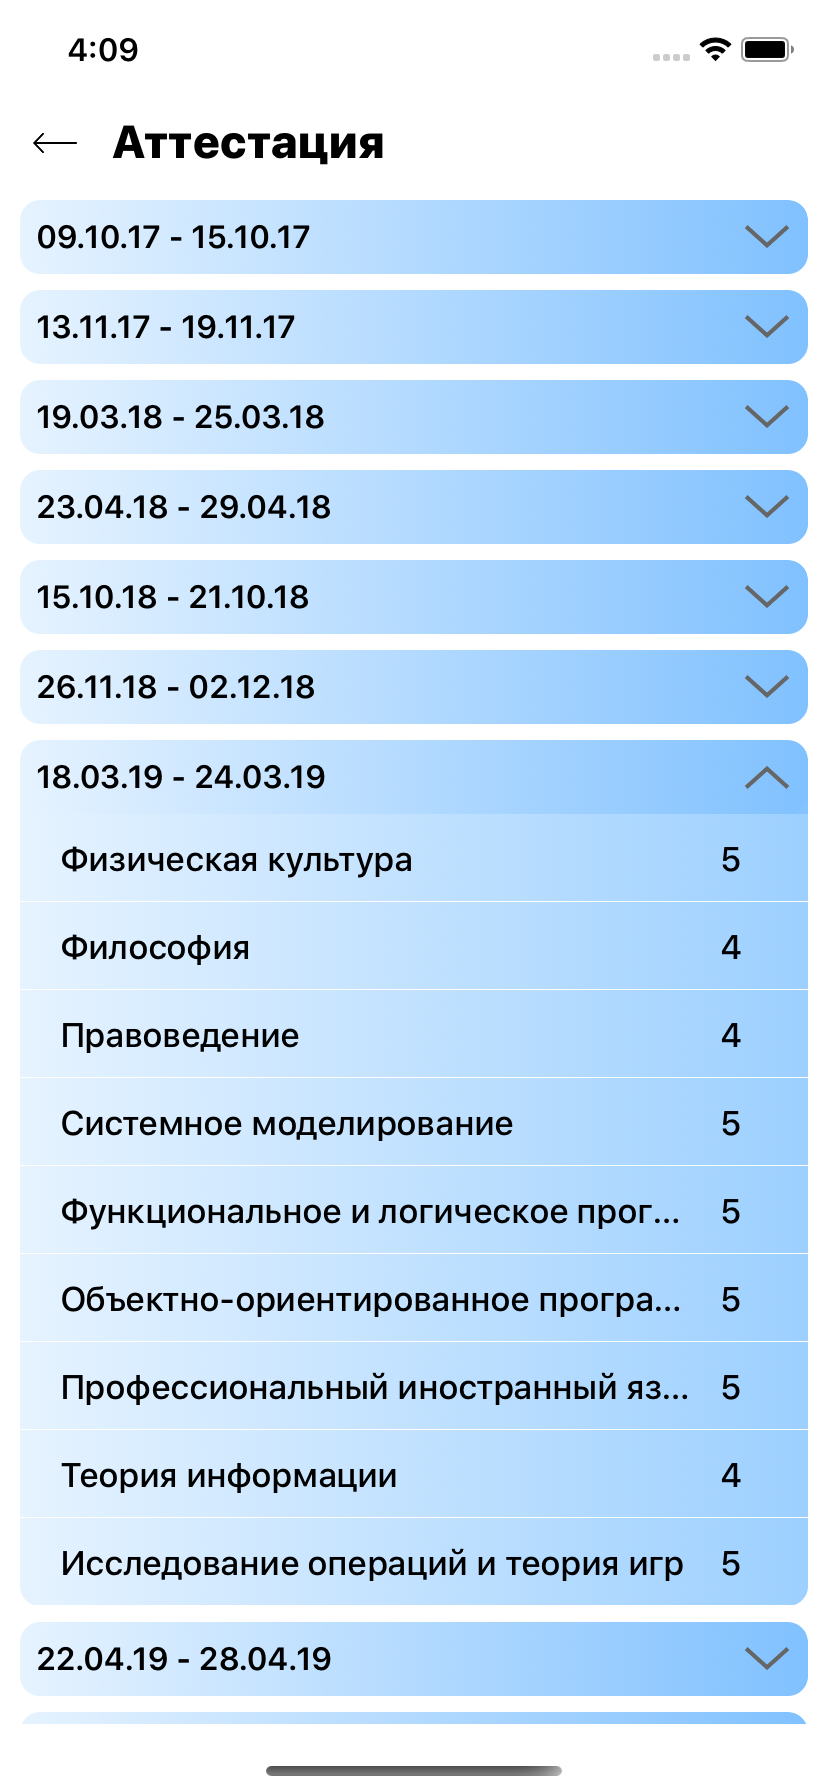 4:09
Аттестация
09.10.17 - 15.10.17
13.11.17 - 19.11.17
19.03.18 - 25.03.18
23.04.18 - 29.04.18
15.10.18 - 21.10.18
26.11.18 - 02.12.18
18.03.19 - 24.03.19
Физическая культура 5
Философия 4
Правоведение 4
Системное моделирование 5
Функциональное и логическое прог... 5
Объектно-ориентированное програ... 5
Профессиональный иностранный яз... 5
Теория информации 4
Исследование операций и теория игр 5
22.04.19 - 28.04.19